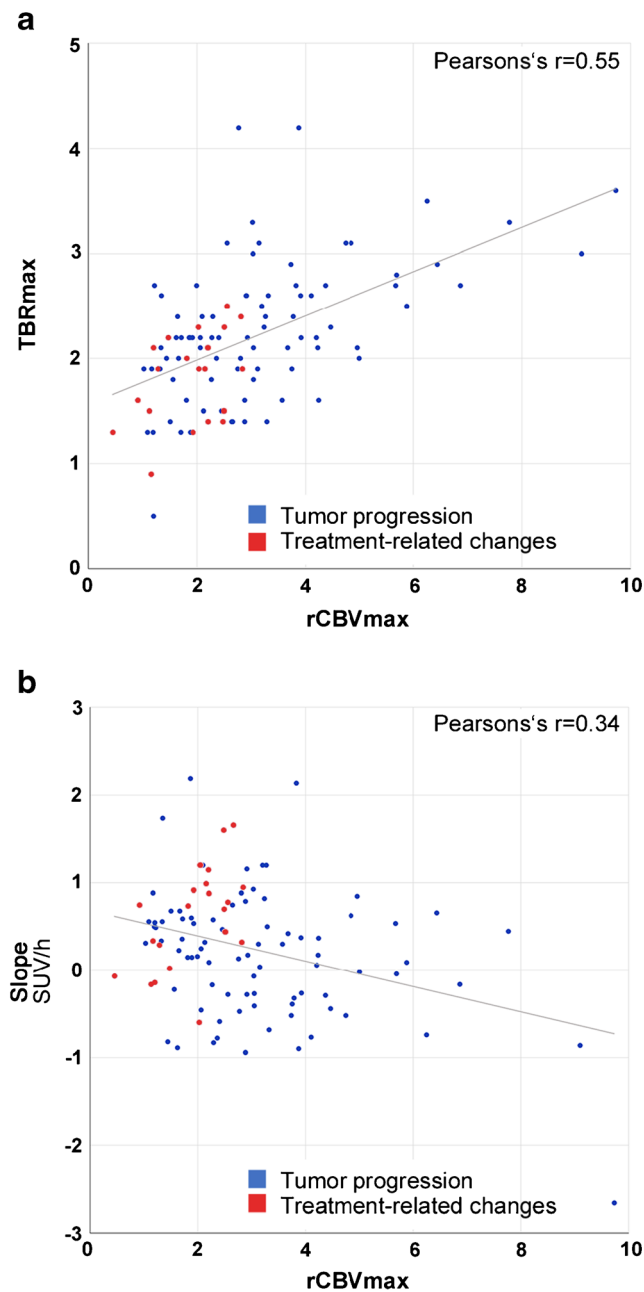 a
Pearsons's r=0.55
5
4
3
2
1
0
TBRmax
0 2 4 6 8 10
rCBVmax
Tumor progression
Treatment-related changes
b
Pearsons's r=0.34
3
2
1
0
-1
-2
-3
Slope
SUV/h
Tumor progression
Treatment-related changes
0 2 4 6 8 10
rCBVmax